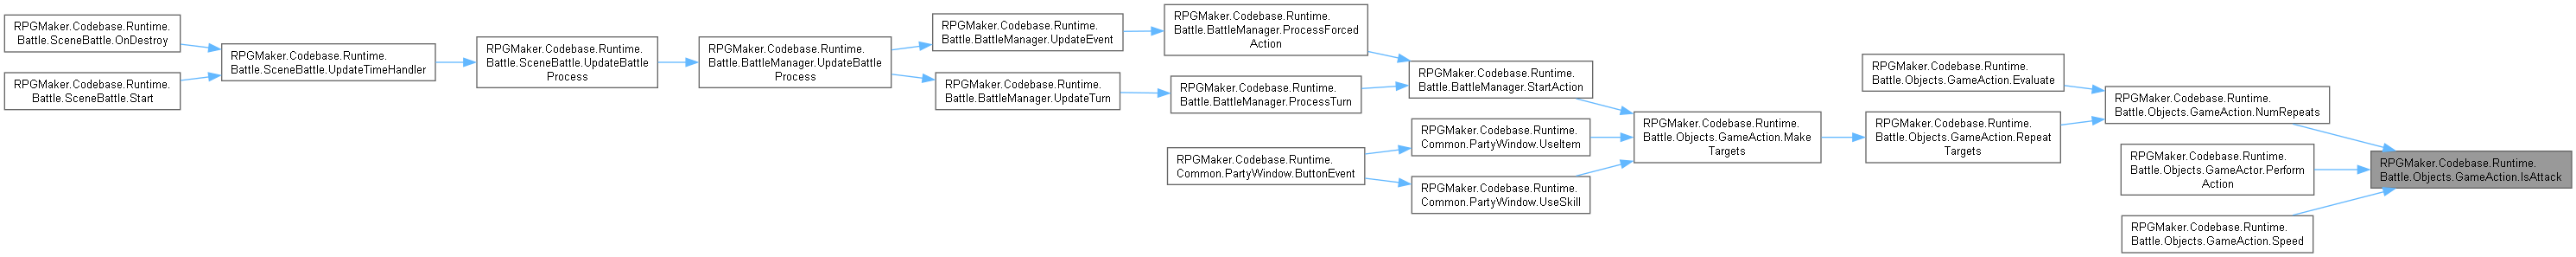 RPGMaker.Codebase.Runtime.
Battle.SceneBattle.OnDestroy
RPGMaker.Codebase.Runtime.
Battle.SceneBattle.Start
RPGMaker.Codebase.Runtime.
Battle.SceneBattle.UpdateTimeHandler
RPGMaker.Codebase.Runtime.
Battle.SceneBattle.UpdateBattle
Process
RPGMaker.Codebase.Runtime.
Battle.BattleManager.UpdateBattle
Process
RPGMaker.Codebase.Runtime.
Battle.BattleManager.UpdateEvent
RPGMaker.Codebase.Runtime.
Battle.BattleManager.UpdateTurn
RPGMaker.Codebase.Runtime.
Battle.BattleManager.ProcessForced
Action
RPGMaker.Codebase.Runtime.
Battle.BattleManager.ProcessTurn
RPGMaker.Codebase.Runtime.
Common.PartyWindow.ButtonEvent
RPGMaker.Codebase.Runtime.
Battle.BattleManager.StartAction
RPGMaker.Codebase.Runtime.
Common.PartyWindow.UseItem
RPGMaker.Codebase.Runtime.
Common.PartyWindow.UseSkill
RPGMaker.Codebase.Runtime.
Battle.Objects.GameAction.Make
Targets
RPGMaker.Codebase.Runtime.
Battle.Objects.GameAction.Evaluate
RPGMaker.Codebase.Runtime.
Battle.Objects.GameAction.Repeat
Targets
RPGMaker.Codebase.Runtime.
Battle.Objects.GameAction.NumRepeats
RPGMaker.Codebase.Runtime.
Battle.Objects.GameActor.Perform
Action
RPGMaker.Codebase.Runtime.
Battle.Objects.GameAction.Speed
RPGMaker.Codebase.Runtime.
Battle.Objects.GameAction.IsAttack